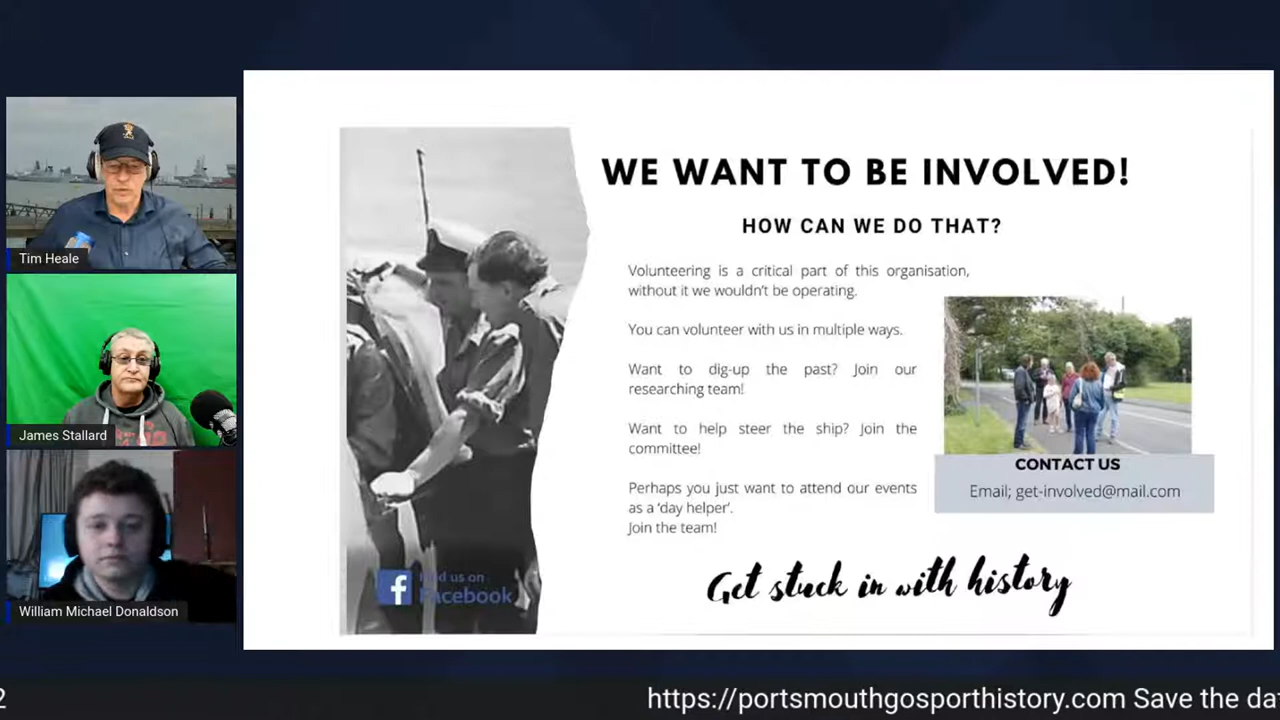 Tim Heale
James Stallard
William Michael Donaldson
WE WANT TO BE INVOLVED!
HOW CAN WE DO THAT?
Volunteering is a critical part of this organisation,
without it we wouldn't be operating.
You can volunteer with us in multiple ways.
Want to dig-up the past? Join our
researching team!
Want to help steer the ship? Join the
committee!
Perhaps you just want to attend our events
as a 'day helper'.
Join the team!
CONTACT US
Email; get-involved@mail.com
Get stuck in with history
f Find us on
Facebook
2 https://portsmouthgosporthistory.com Save the da